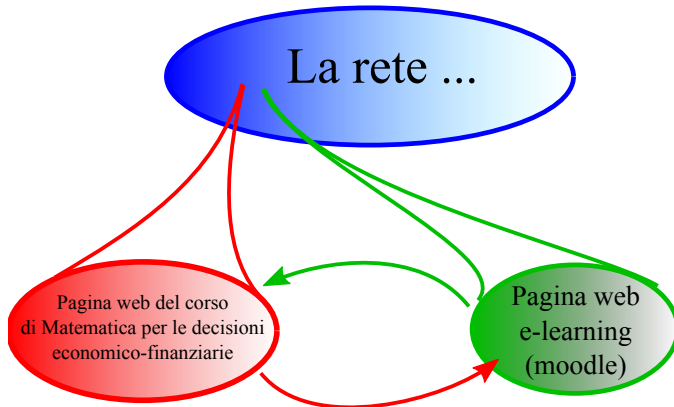 La rete ...
Pagina web del corso
di Matematica per le decisioni
economico-finanziarie
Pagina web
e-learning
(moodle)